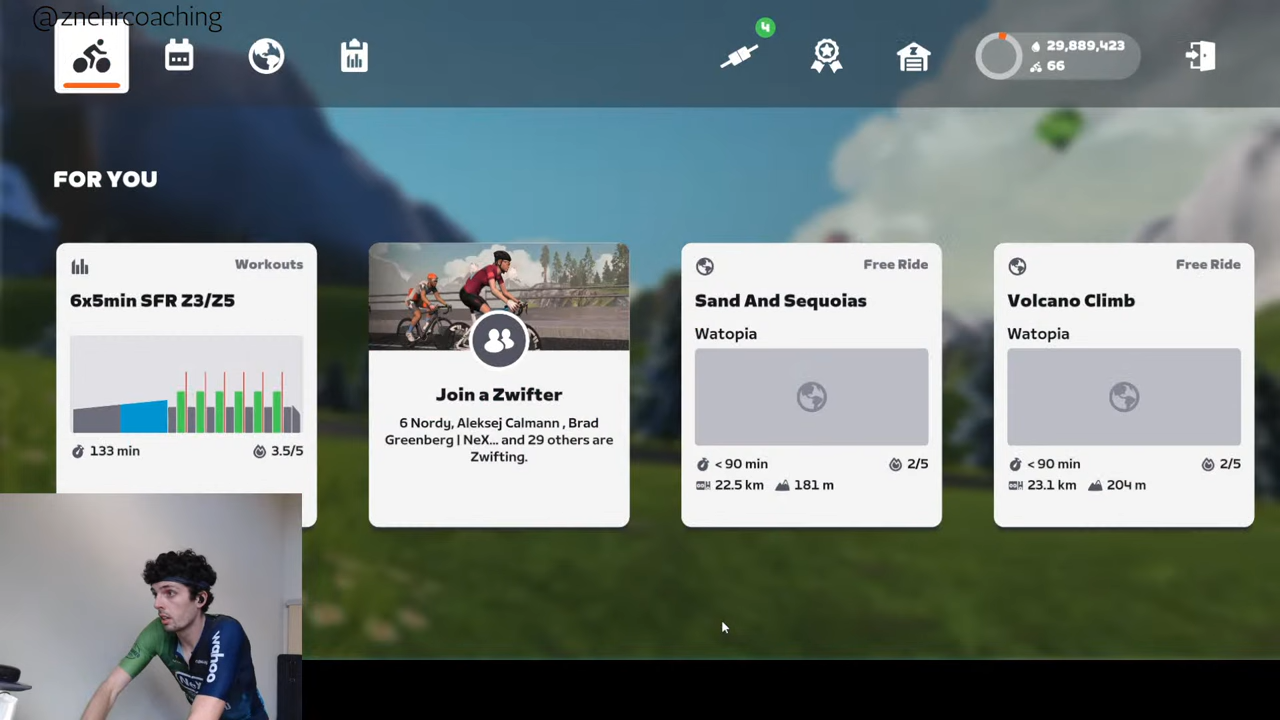 @znehrcoaching
4
29,889,423
66
FOR YOU
Workouts
6x5min SFR Z3/Z5
133 min
3.5/5
Join a Zwifter
6 Nordy, Aleksej Calmann , Brad
Greenberg | NeX... and 29 others are
Zwifting.
Free Ride
Sand And Sequoias
Watopia
< 90 min
2/5
22.5 km
181 m
Free Ride
Volcano Climb
Watopia
< 90 min
2/5
23.1 km
204 m
wahoo